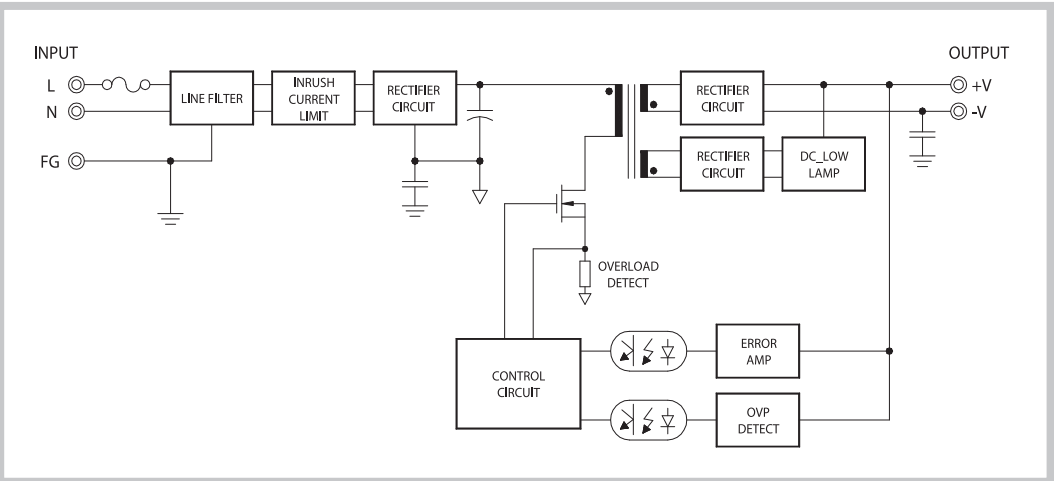 INPUT
OUTPUT
L
LINE FILTER
INRUSH
CURRENT
LIMIT
RECTIFIER
CIRCUIT
RECTIFIER
CIRCUIT
+V
N
-V
FG
RECTIFIER
CIRCUIT
DC_LOW
LAMP
OVERLOAD
DETECT
CONTROL
CIRCUIT
ERROR
AMP
OVP
DETECT